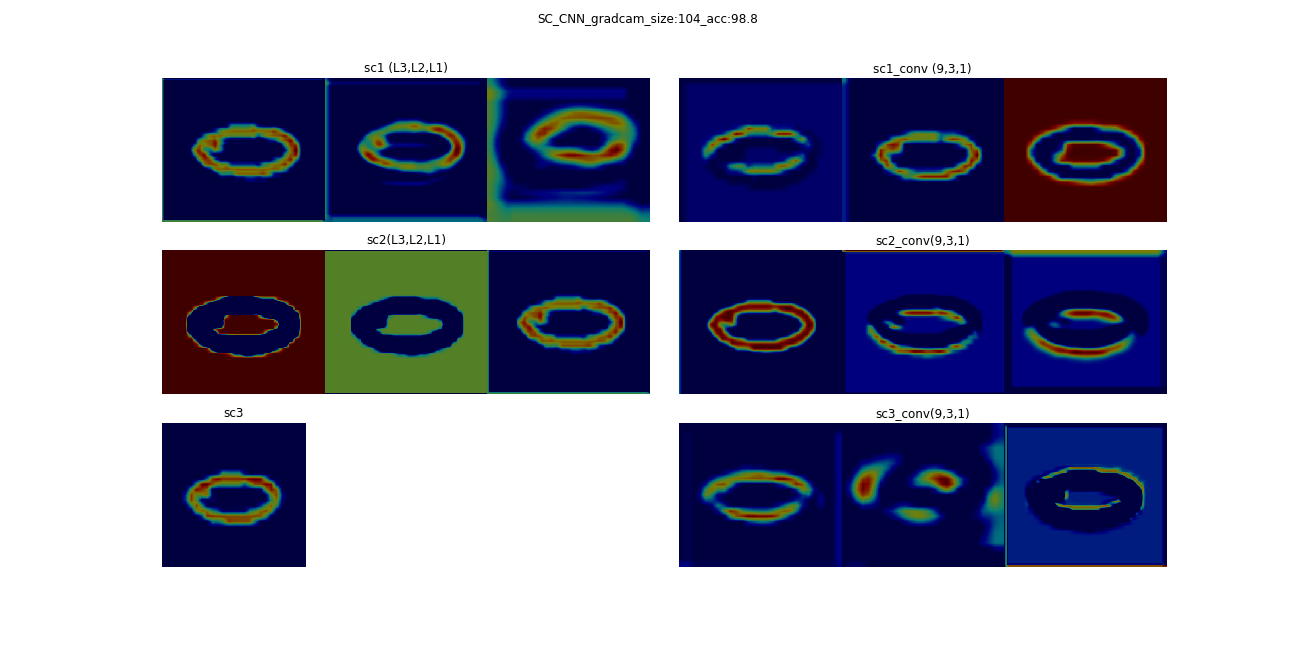 SC_CNN_gradcam_size:104_acc:98.8
sc1 (L3,L2,L1)
sc1_conv (9,3,1)
sc2(L3,L2,L1)
sc2_conv(9,3,1)
sc3
sc3_conv(9,3,1)